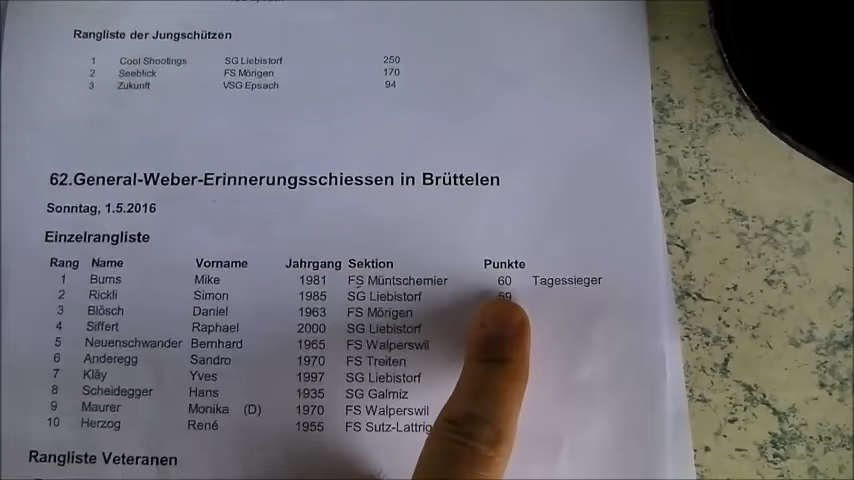 Rangliste der Jungschützen
1 Cool Shootings SG Liebistorf 250
2 Seeblick FS Mörigen 170
3 Zukunft VSG Epsach 94
62.General-Weber-Erinnerungsschiessen in Brüttelen
Sonntag, 1.5.2016
Einzelrangliste
Rang Name Vorname Jahrgang Sektion Punkte
1 Burns Mike 1981 FS Müntschemier 60 Tagessieger
2 Rickli Simon 1985 SG Liebistorf 59
3 Blösch Daniel 1963 FS Mörigen
4 Siffert Raphael 2000 SG Liebistorf
5 Neuenschwander Bernhard 1965 FS Walperswil
6 Anderegg Sandro 1970 FS Treiten
7 Kläy Yves 1997 SG Liebistorf
8 Scheidegger Hans 1935 SG Galmiz
9 Maurer Monika (D) 1970 FS Walperswil
10 Herzog René 1955 FS Sutz-Lattrig
Rangliste Veteranen